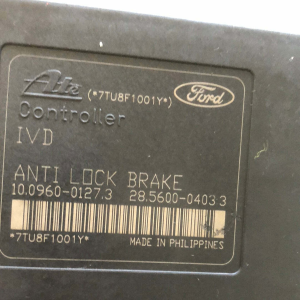 Ate (*7TU8F1001Y*) Ford
Controller
IVD
ANTI LOCK BRAKE
10.0960-0127.3 28.5600-0403 3
*7TU8F1001Y* MADE IN PHILIPPINES